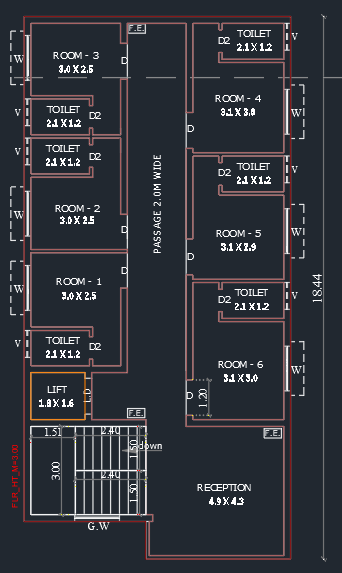 F.E.
TOILET
2.1 X 1.2
D2
V
W
ROOM - 3
3.0 X 2.5
D
ROOM - 4
3.1 X 3.0
W
V
TOILET
2.1 X 1.2
D2
D
V
TOILET
2.1 X 1.2
D2
PASSAGE 2.0M WIDE
TOILET
2.1 X 1.2
D2
V
W
ROOM - 2
3.0 X 2.5
D
ROOM - 5
3.1 X 2.9
W
D
W
ROOM - 1
3.0 X 2.5
D
TOILET
2.1 X 1.2
D2
V
18.44
V
TOILET
2.1 X 1.2
D2
ROOM - 6
3.1 X 3.0
W
LIFT
1.8 X 1.6
L.D
D
1.20
F.E.
F.E.
1.51
2.40
1.50
down
3.00
2.40
1.50
FLR_HT_M=3.00
G.W
RECEPTION
4.9 X 4.3